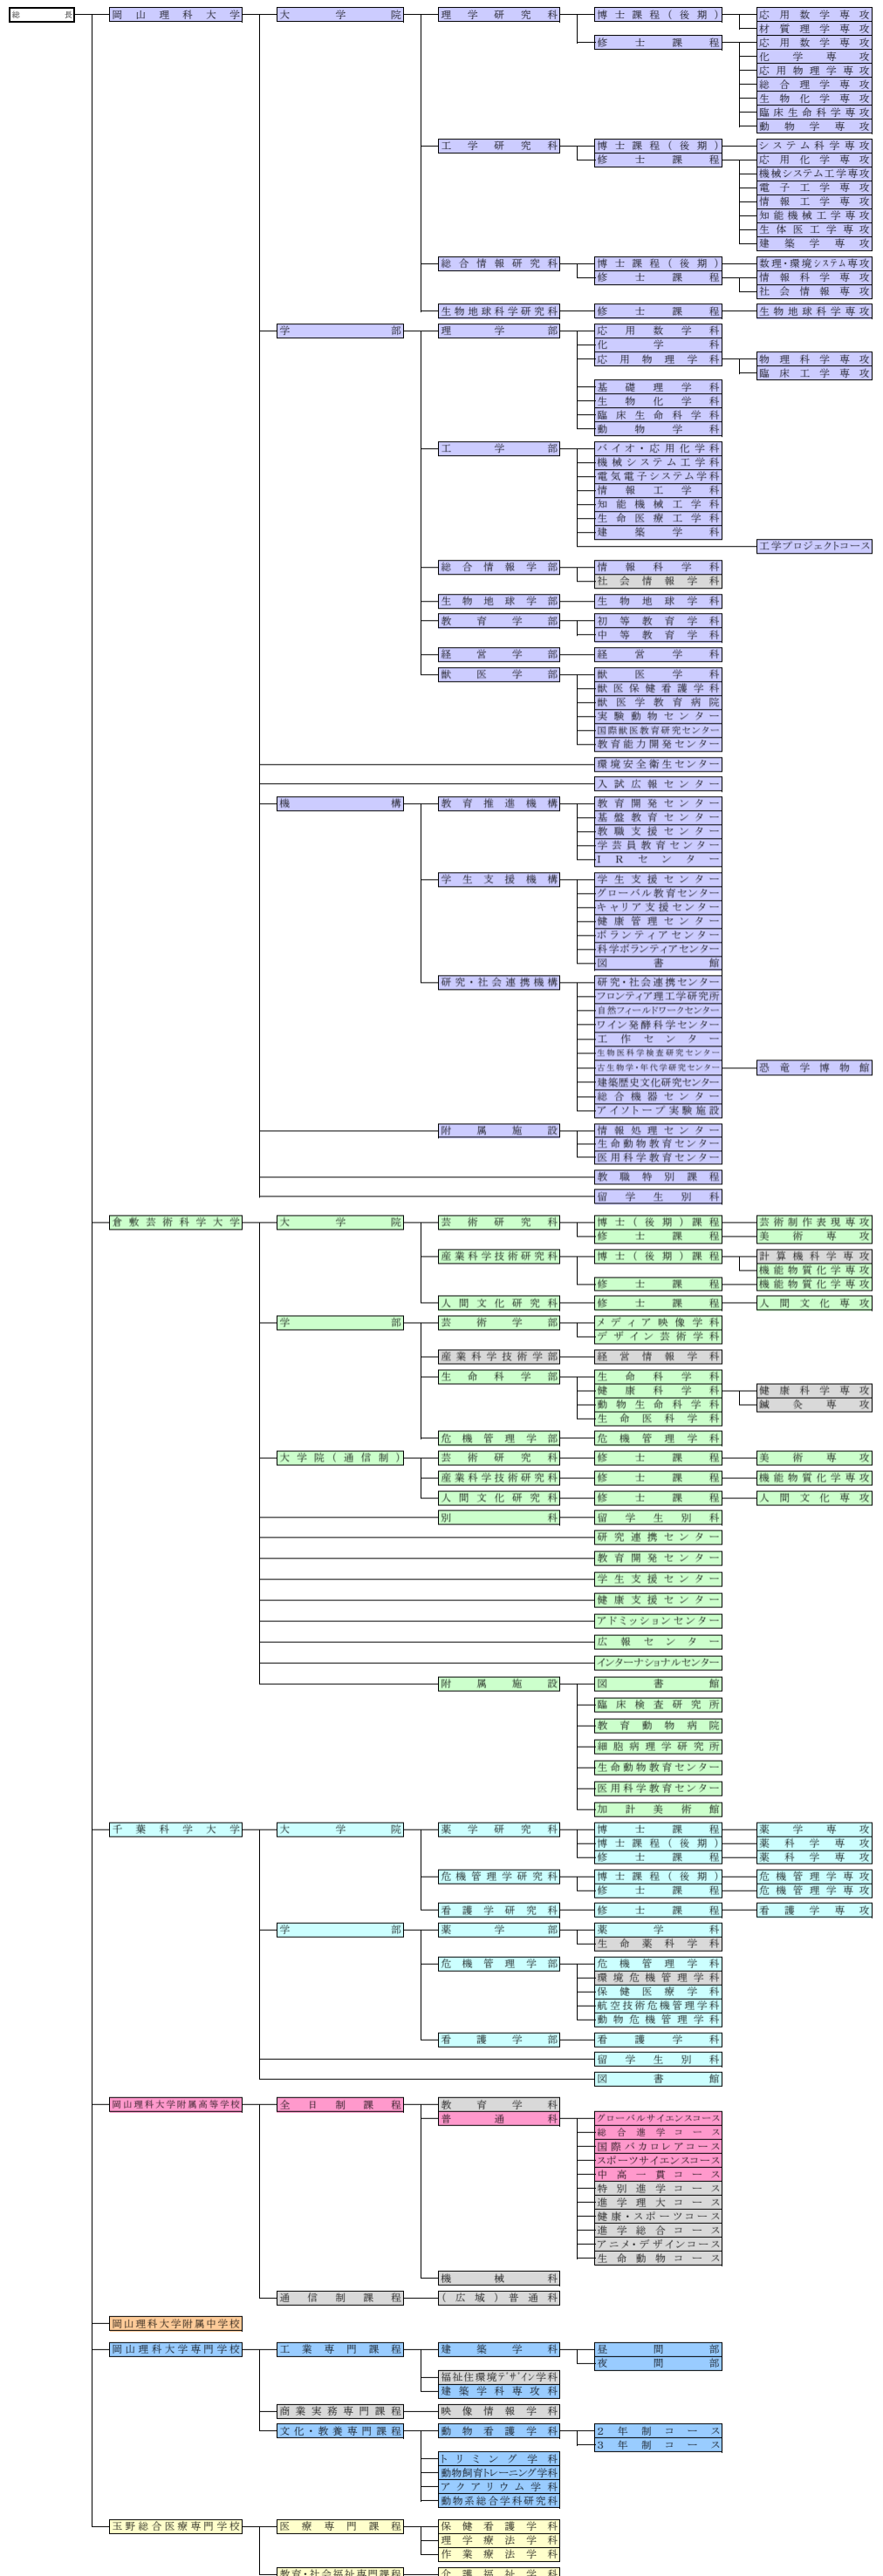 総長
岡山理科大学
大学院
理学研究科
博士課程(後期)
応用数学専攻
材質理学専攻
修士課程
応用数学専攻
化学専攻
応用物理学専攻
総合理学専攻
生物化学専攻
臨床生命科学専攻
動物学専攻
工学研究科
博士課程(後期)
システム科学専攻
修士課程
応用化学専攻
機械システム工学専攻
電子工学専攻
情報工学専攻
知能機械工学専攻
生体医工学専攻
建築学専攻
総合情報研究科
博士課程(後期)
数理・環境システム専攻
修士課程
情報科学専攻
社会情報専攻
生物地球科学研究科
修士課程
生物地球科学専攻
学部
理学部
応用数学科
化学科
応用物理学科
物理科学専攻
臨床工学専攻
基礎理学科
生物化学科
臨床生命科学科
動物学科
工学部
バイオ・応用化学科
機械システム工学科
電気電子システム学科
情報工学科
知能機械工学科
生命医療工学科
建築学科
工学プロジェクトコース
総合情報学部
情報科学科
社会情報学科
生物地球学部
生物地球学科
教育学部
初等教育学科
中等教育学科
経営学部
経営学科
獣医学部
獣医学科
獣医保健看護学科
獣医学教育病院
実験動物センター
国際獣医教育研究センター
教育能力開発センター
環境安全衛生センター
入試広報センター
機構
教育推進機構
教育開発センター
基盤教育センター
教職支援センター
学芸員教育センター
IRセンター
学生支援機構
学生支援センター
グローバル教育センター
キャリア支援センター
健康管理センター
ボランティアセンター
科学ボランティアセンター
図書館
研究・社会連携機構
研究・社会連携センター
フロンティア理工学研究所
自然フィールドワークセンター
ワイン発酵科学センター
工作センター
生物医科学検査研究センター
古生物学・年代学研究センター
恐竜学博物館
建築歴史文化研究センター
総合機器センター
アイソトープ実験施設
附属施設
情報処理センター
生命動物教育センター
医用科学教育センター
教職特別課程
留学生別科
倉敷芸術科学大学
大学院
芸術研究科
博士(後期)課程
芸術制作表現専攻
修士課程
美術専攻
産業科学技術研究科
博士(後期)課程
計算機科学専攻
機能物質化学専攻
修士課程
機能物質化学専攻
人間文化研究科
修士課程
人間文化専攻
学部
芸術学部
メディア映像学科
デザイン芸術学科
産業科学技術学部
経営情報学科
生命科学部
生命科学科
健康科学科
健康科学専攻
鍼灸専攻
動物生命科学科
生命医科学科
危機管理学部
危機管理学科
大学院(通信制)
芸術研究科
修士課程
美術専攻
産業科学技術研究科
修士課程
機能物質化学専攻
人間文化研究科
修士課程
人間文化専攻
別科
留学生別科
研究連携センター
教育開発センター
学生支援センター
健康支援センター
アドミッションセンター
広報センター
インターナショナルセンター
附属施設
図書館
臨床検査研究所
教育動物病院
細胞病理学研究所
生命動物教育センター
医用科学教育センター
加計美術館
千葉科学大学
大学院
薬学研究科
博士課程
薬学専攻
博士課程(後期)
薬科学専攻
修士課程
薬科学専攻
危機管理学研究科
博士課程(後期)
危機管理学専攻
修士課程
危機管理学専攻
看護学研究科
修士課程
看護学専攻
学部
薬学部
薬学科
生命薬科学科
危機管理学部
危機管理学科
環境危機管理学科
保健医療学科
航空技術危機管理学科
動物危機管理学科
看護学部
看護学科
留学生別科
図書館
岡山理科大学附属高等学校
全日制課程
教育学科
普通科
グローバルサイエンスコース
総合進学コース
国際バカロレアコース
スポーツサイエンスコース
中高一貫コース
特別進学コース
進学理大コース
健康・スポーツコース
進学総合コース
アニメ・デザインコース
生命動物コース
機械科
通信制課程
(広域)普通科
岡山理科大学附属中学校
岡山理科大学専門学校
工業専門課程
建築学科
昼間部
夜間部
福祉住環境デザイン学科
建築学科専攻科
商業実務専門課程
映像情報学科
文化・教養専門課程
動物看護学科
2年制コース
3年制コース
トリミング学科
動物飼育トレーニング学科
アクアリウム学科
動物系総合学科研究科
玉野総合医療専門学校
医療専門課程
保健看護学科
理学療法学科
作業療法学科
教育・社会福祉専門課程
介護福祉学科